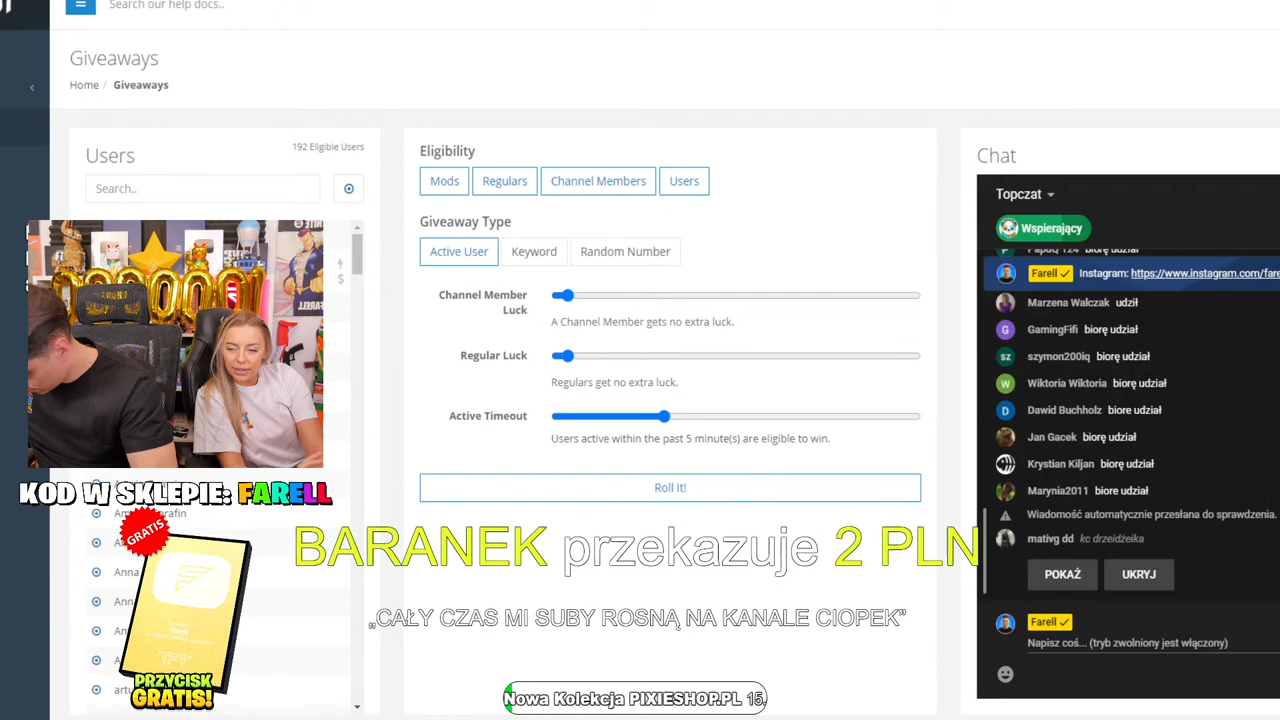 Search our help docs..
Giveaways
Home / Giveaways
Users
192 Eligible Users
Search..
$
KOD W SKLEPIE: FARELL
GRATIS
Farell
PRZYCISK
GRATIS!
Anna
Eligibility
Mods
Regulars
Channel Members
Users
Giveaway Type
Active User
Keyword
Random Number
Channel Member
Luck
A Channel Member gets no extra luck.
Regular Luck
Regulars get no extra luck.
Active Timeout
Users active within the past 5 minute(s) are eligible to win.
Roll It!
BARANEK przekazuje 2 PLN
„CAŁY CZAS MI SUBY ROSNĄ NA KANALE CIOPEK”
Nowa Kolekcja PIXIESHOP.PL 15.
Chat
Topczat
Wspierający
Farell Instagram: https://www.instagram.com/fare
Marzena Wałczak udził
G GamingFifi biorę udział
sz szymon200iq biorę udział
W Wiktoria Wiktoria biorę udział
D Dawid Buchholz biore udział
Jan Gacek biorę udział
Krystian Kiljan biorę udział
Marynia2011 biore udział
Wiadomość automatycznie przesłana do sprawdzenia.
mativg dd kc drzeidżeika
POKAŻ
UKRYJ
Farell
Napisz coś... (tryb zwolniony jest włączony)